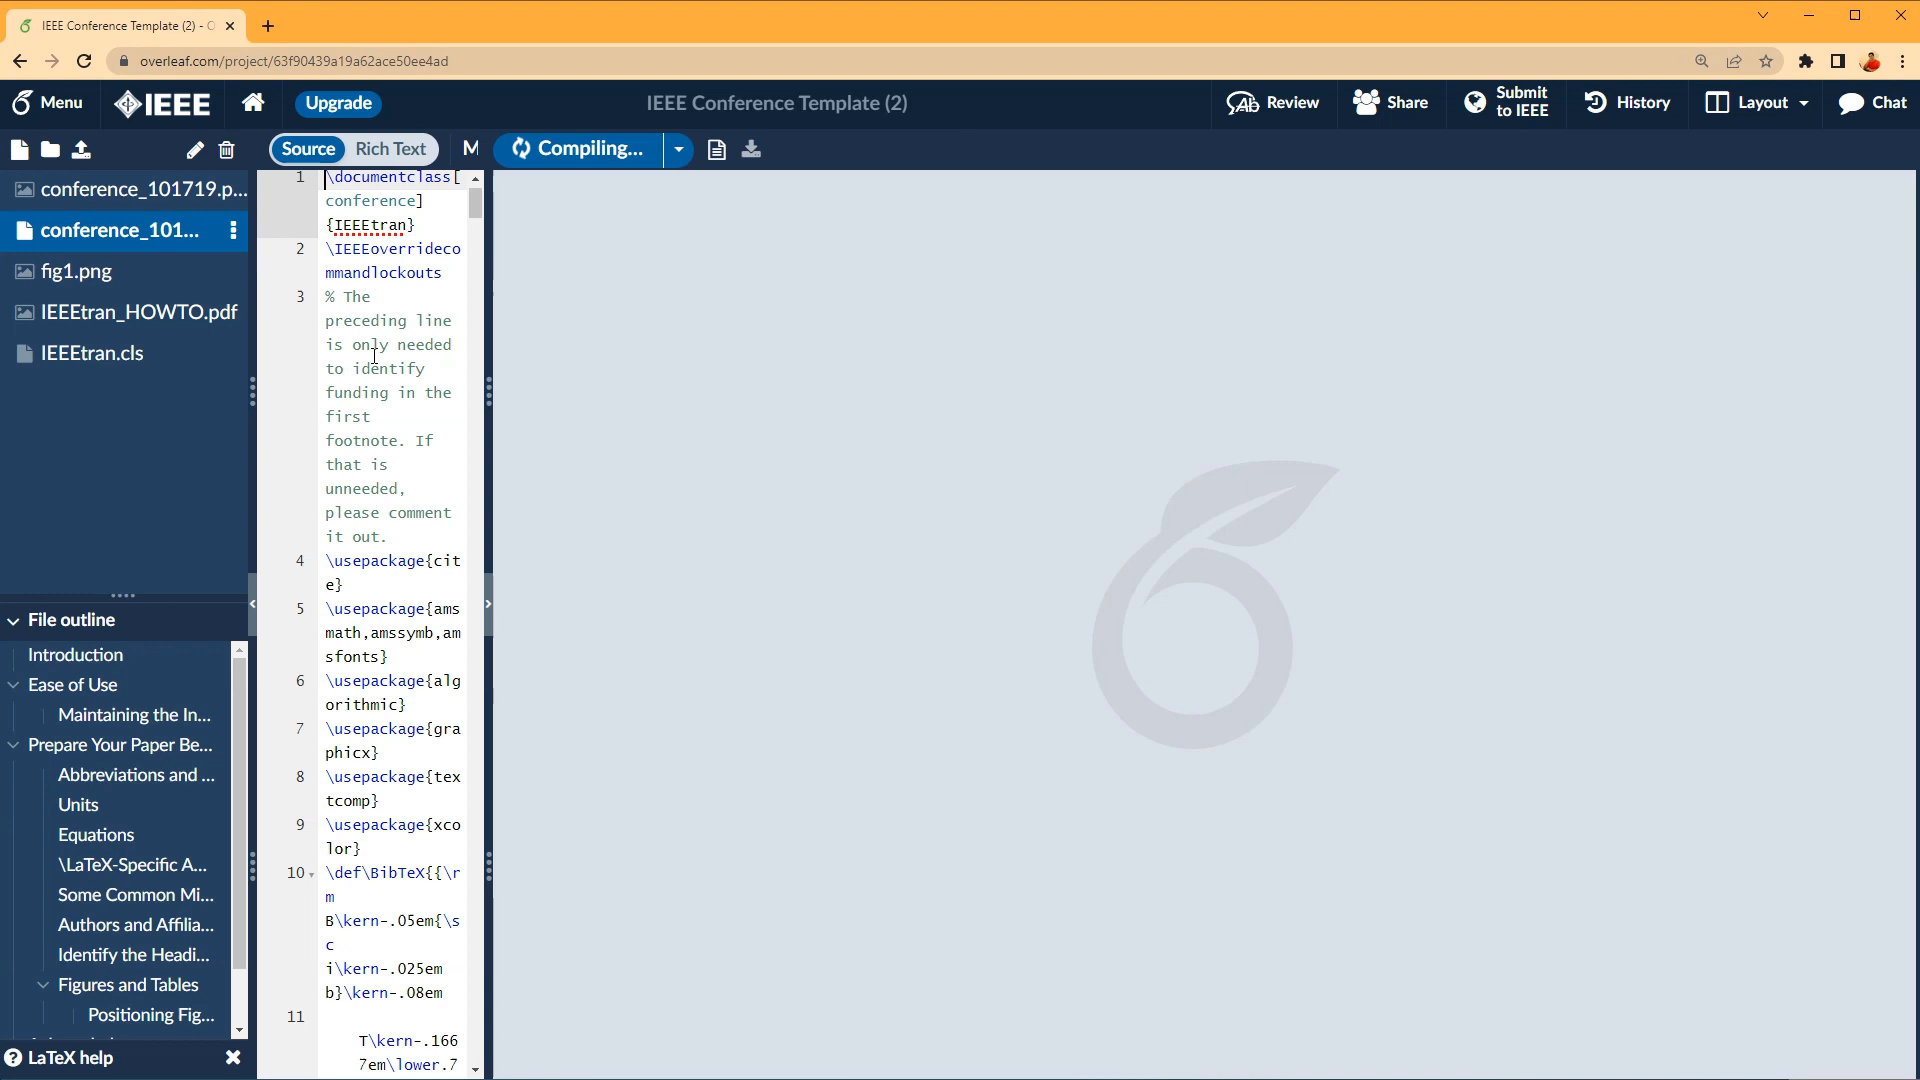 IEEE Conference Template (2) - O
overleaf.com/project/63f90439a19a62ace50ee4ad
Menu
IEEE
Upgrade
IEEE Conference Template (2)
Review
Share
Submit
to IEEE
History
Layout
Chat
Source
Rich Text
M
Compiling...
conference_101719.p...
conference_101...
fig1.png
IEEEtran_HOWTO.pdf
IEEEtran.cls
File outline
Introduction
Ease of Use
Maintaining the In...
Prepare Your Paper Be...
Abbreviations and ...
Units
Equations
\LaTeX-Specific A...
Some Common Mi...
Authors and Affilia...
Identify the Headi...
Figures and Tables
Positioning Fig...
LaTeX help
1 \documentclass[
conference]
{IEEEtran}
2 \IEEEoverrideco
mmandlockouts
3 % The
preceding line
is only needed
to identify
funding in the
first
footnote. If
that is
unneeded,
please comment
it out.
4 \usepackage{cit
e}
5 \usepackage{ams
math,amssymb,am
sfonts}
6 \usepackage{alg
orithmic}
7 \usepackage{gra
phicx}
8 \usepackage{tex
tcomp}
9 \usepackage{xco
lor}
10 \def\BibTeX{{\r
m
B\kern-.05em{\s
c
i\kern-.025em
b}\kern-.08em
11
T\kern-.166
7em\lower.7